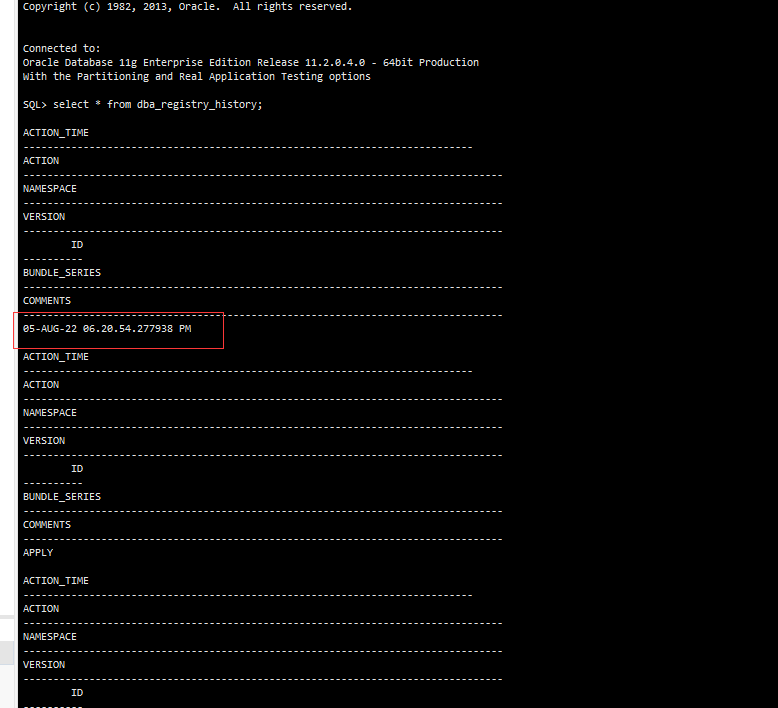 Copyright (c) 1982, 2013, Oracle.  All rights reserved.
Connected to:
Oracle Database 11g Enterprise Edition Release 11.2.0.4.0 - 64bit Production
With the Partitioning and Real Application Testing options
SQL> select * from dba_registry_history;
ACTION_TIME
---------------------------------------------------------------------------
ACTION
--------------------------------------------------------------------------------
NAMESPACE
--------------------------------------------------------------------------------
VERSION
--------------------------------------------------------------------------------
        ID
----------
BUNDLE_SERIES
--------------------------------------------------------------------------------
COMMENTS
--------------------------------------------------------------------------------
05-AUG-22 06.20.54.277938 PM
ACTION_TIME
---------------------------------------------------------------------------
ACTION
--------------------------------------------------------------------------------
NAMESPACE
--------------------------------------------------------------------------------
VERSION
--------------------------------------------------------------------------------
        ID
----------
BUNDLE_SERIES
--------------------------------------------------------------------------------
COMMENTS
--------------------------------------------------------------------------------
APPLY
ACTION_TIME
---------------------------------------------------------------------------
ACTION
--------------------------------------------------------------------------------
NAMESPACE
--------------------------------------------------------------------------------
VERSION
--------------------------------------------------------------------------------
        ID
----------